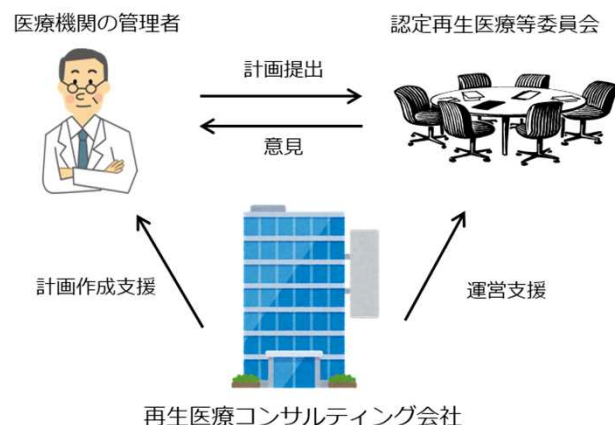 医療機関の管理者
認定再生医療等委員会
計画提出
意見
計画作成支援
運営支援
再生医療コンサルティング会社